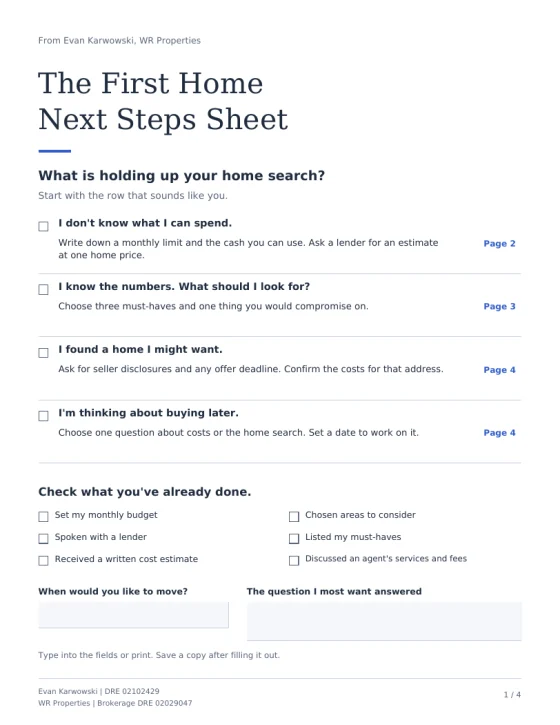 From Evan Karwowski, WR Properties
The First Home
Next Steps Sheet
What is holding up your home search?
Start with the row that sounds like you.
I don't know what I can spend.
Write down a monthly limit and the cash you can use. Ask a lender for an estimate
at one home price.
Page 2
I know the numbers. What should I look for?
Choose three must-haves and one thing you would compromise on.
Page 3
I found a home I might want.
Ask for seller disclosures and any offer deadline. Confirm the costs for that address.
Page 4
I'm thinking about buying later.
Choose one question about costs or the home search. Set a date to work on it.
Page 4
Check what you've already done.
Set my monthly budget
Chosen areas to consider
Spoken with a lender
Listed my must-haves
Received a written cost estimate
Discussed an agent's services and fees
When would you like to move?
The question I most want answered
Type into the fields or print. Save a copy after filling it out.
Evan Karwowski | DRE 02102429
WR Properties | Brokerage DRE 02029047
1 / 4